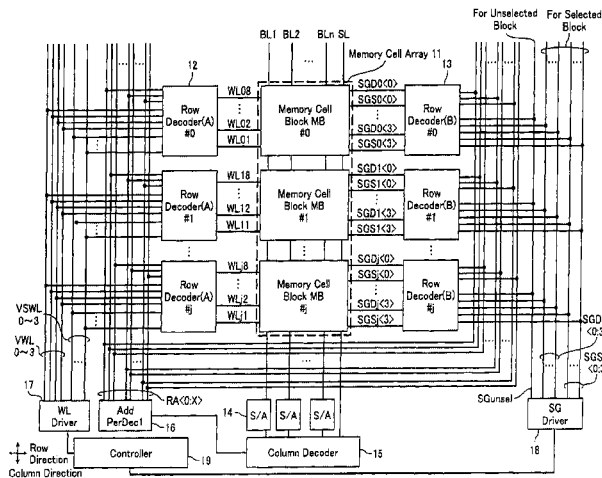 For Unselected
Block
For Selected
Block
BL1 BL2 BLn SL
Memory Cell Array 11
12
13
Row
Decoder(A)
#0
WL08
WL02
WL01
Memory Cell
Block MB
#0
SGD0<0>
SGS0<0>
SGD0<3>
SGS0<3>
Row
Decoder(B)
#0
Row
Decoder(A)
#1
WL18
WL12
WL11
Memory Cell
Block MB
#1
SGD1<0>
SGS1<0>
SGD1<3>
SGS1<3>
Row
Decoder(B)
#1
Row
Decoder(A)
#j
WLj8
WLj2
WLj1
Memory Cell
Block MB
#j
SGDj<0>
SGSj<0>
SGDj<3>
SGSj<3>
Row
Decoder(B)
#j
VSWL
0~3
VWL
0~3
17
WL
Driver
RA<0:X>
Add
PerDec1
16
14
S/A S/A S/A
Column Decoder
15
SGunsel
SGD
SGS
SG
Driver
18
Controller
19
Row
Direction
Column Direction